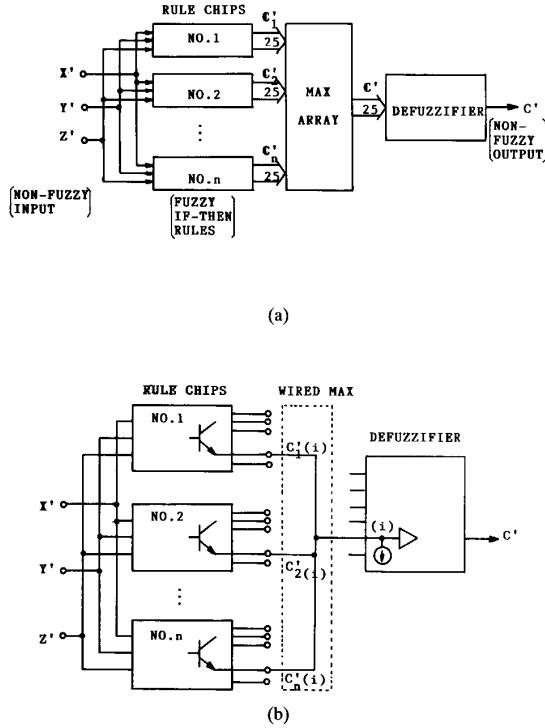 RULE CHIPS
NO.1
ℂ'₁
25
X'
NO.2
ℂ'₂
25
Y'
MAX
ARRAY
ℂ'
25
DEFUZZIFIER
C'
Z'
⋮
NO.n
ℂ'ₙ
25
(NON-FUZZY
INPUT)
(FUZZY
IF-THEN
RULES)
(NON-
FUZZY
OUTPUT)
(a)
RULE CHIPS
WIRED MAX
NO.1
C'₁(i)
DEFUZZIFIER
X'
NO.2
(i)
C'
C'₂(i)
Y'
⋮
Z'
NO.n
C'ₙ(i)
(b)